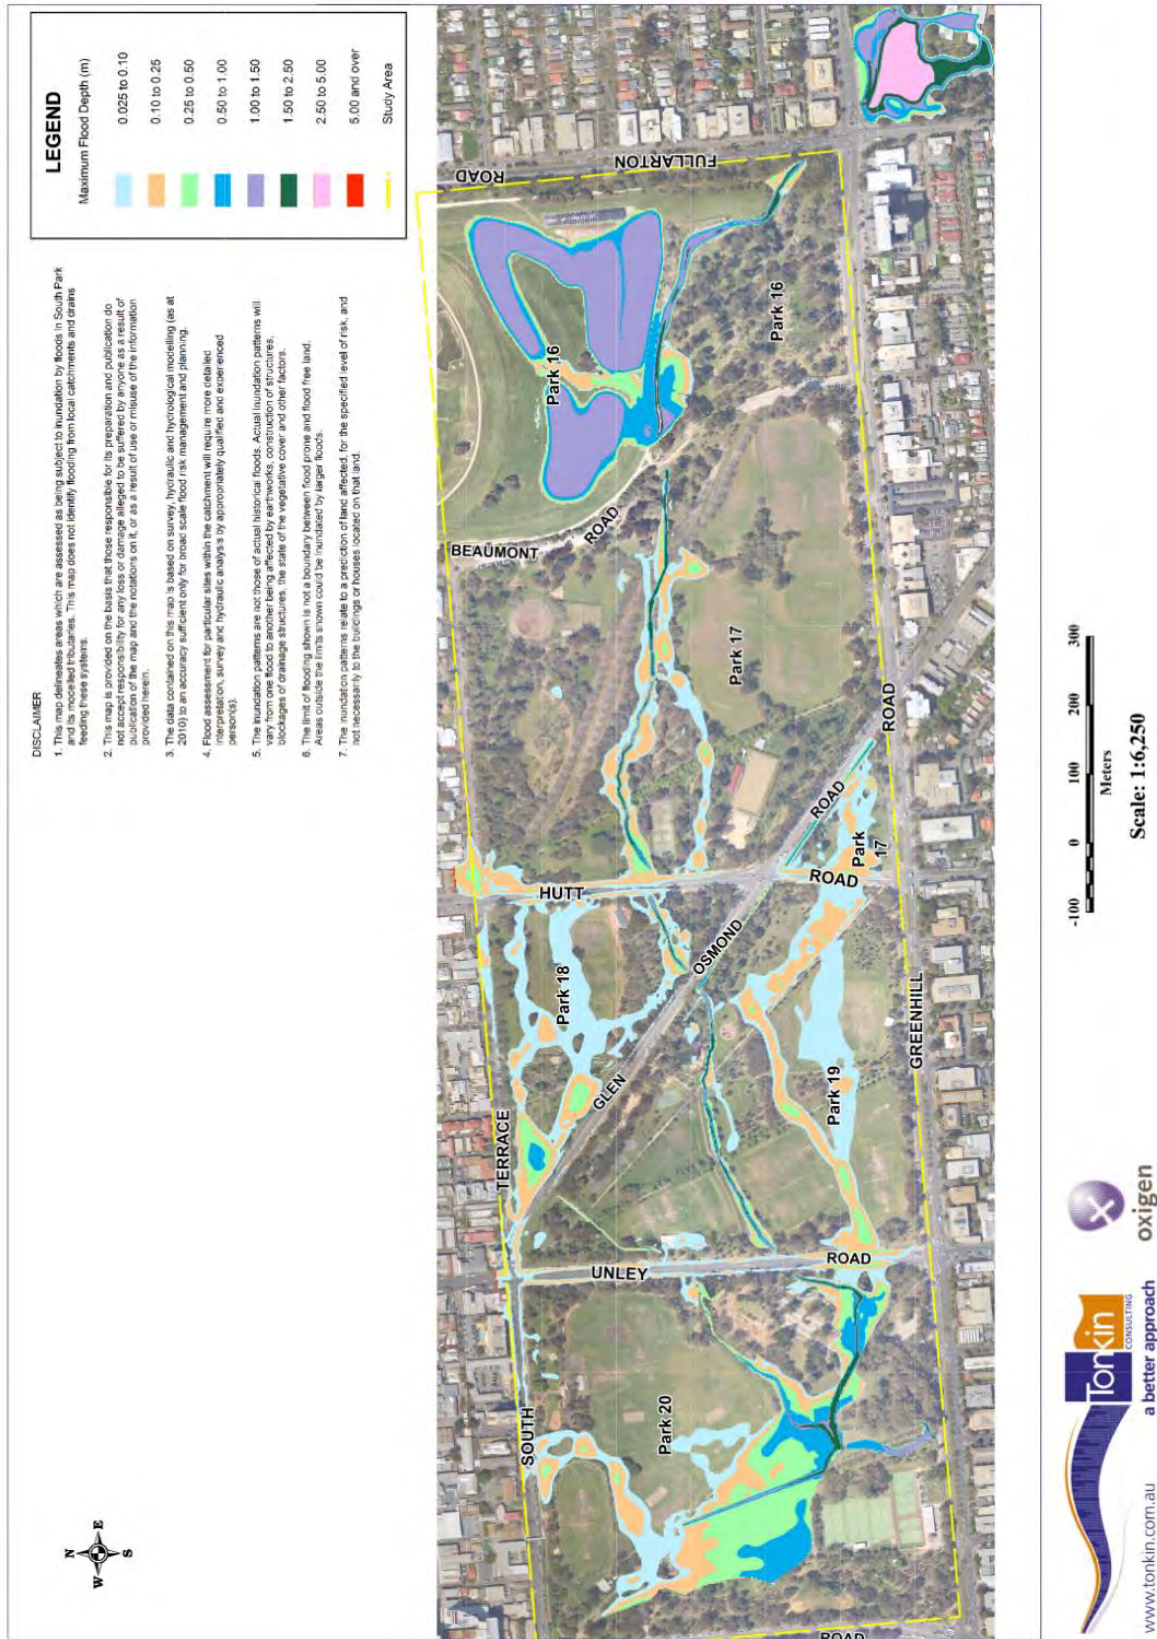 LEGEND
Maximum Flood Depth (m)
0.025 to 0.10
0.10 to 0.25
0.25 to 0.50
0.50 to 1.00
1.00 to 1.50
1.50 to 2.50
2.50 to 5.00
5.00 and over
Study Area
DISCLAIMER
1. This map delineates areas which are assessed as being subject to inundation by floods in South Park
and its modelled tributaries. This map does not identify flooding from local catchments and drains
feeding these systems.
2. This map is provided on the basis that those responsible for its preparation and publication do
not accept responsibility for any loss or damage alleged to be suffered by anyone as a result of
publication of the map and the notations on it, or as a result of use or misuse of the information
provided herein.
3. The data contained on this map is based on survey, hydraulic and hydrological modelling (as at
2010) to an accuracy sufficient only for broad scale flood risk management and planning.
4. Flood assessment for particular sites within the catchment will require more detailed
interpretation, survey and hydraulic analysis by appropriately qualified and experienced
person(s).
5. The inundation patterns are not those of actual historical floods. Actual inundation patterns will
vary from one flood to another being affected by earthworks, construction of structures,
blockages of drainage structures, the state of the vegetative cover and other factors.
6. The limit of flooding shown is not a boundary between flood prone and flood free land.
Areas outside the limits shown could be inundated by larger floods.
7. The inundation patterns relate to a prediction of land affected, for the specified level of risk, and
not necessarily to the buildings or houses located on that land.
N
W E
S
FULLARTON
ROAD
Park 16
Park 16
BEAUMONT
ROAD
Park 17
ROAD
ROAD
Park
17
HUTT
ROAD
OSMOND
Park 18
GLEN
GREENHILL
Park 19
TERRACE
UNLEY
ROAD
SOUTH
Park 20
ROAD
-100 0 100 200 300
Meters
Scale: 1:6,250
oxigen
Tonkin
CONSULTING
a better approach
www.tonkin.com.au